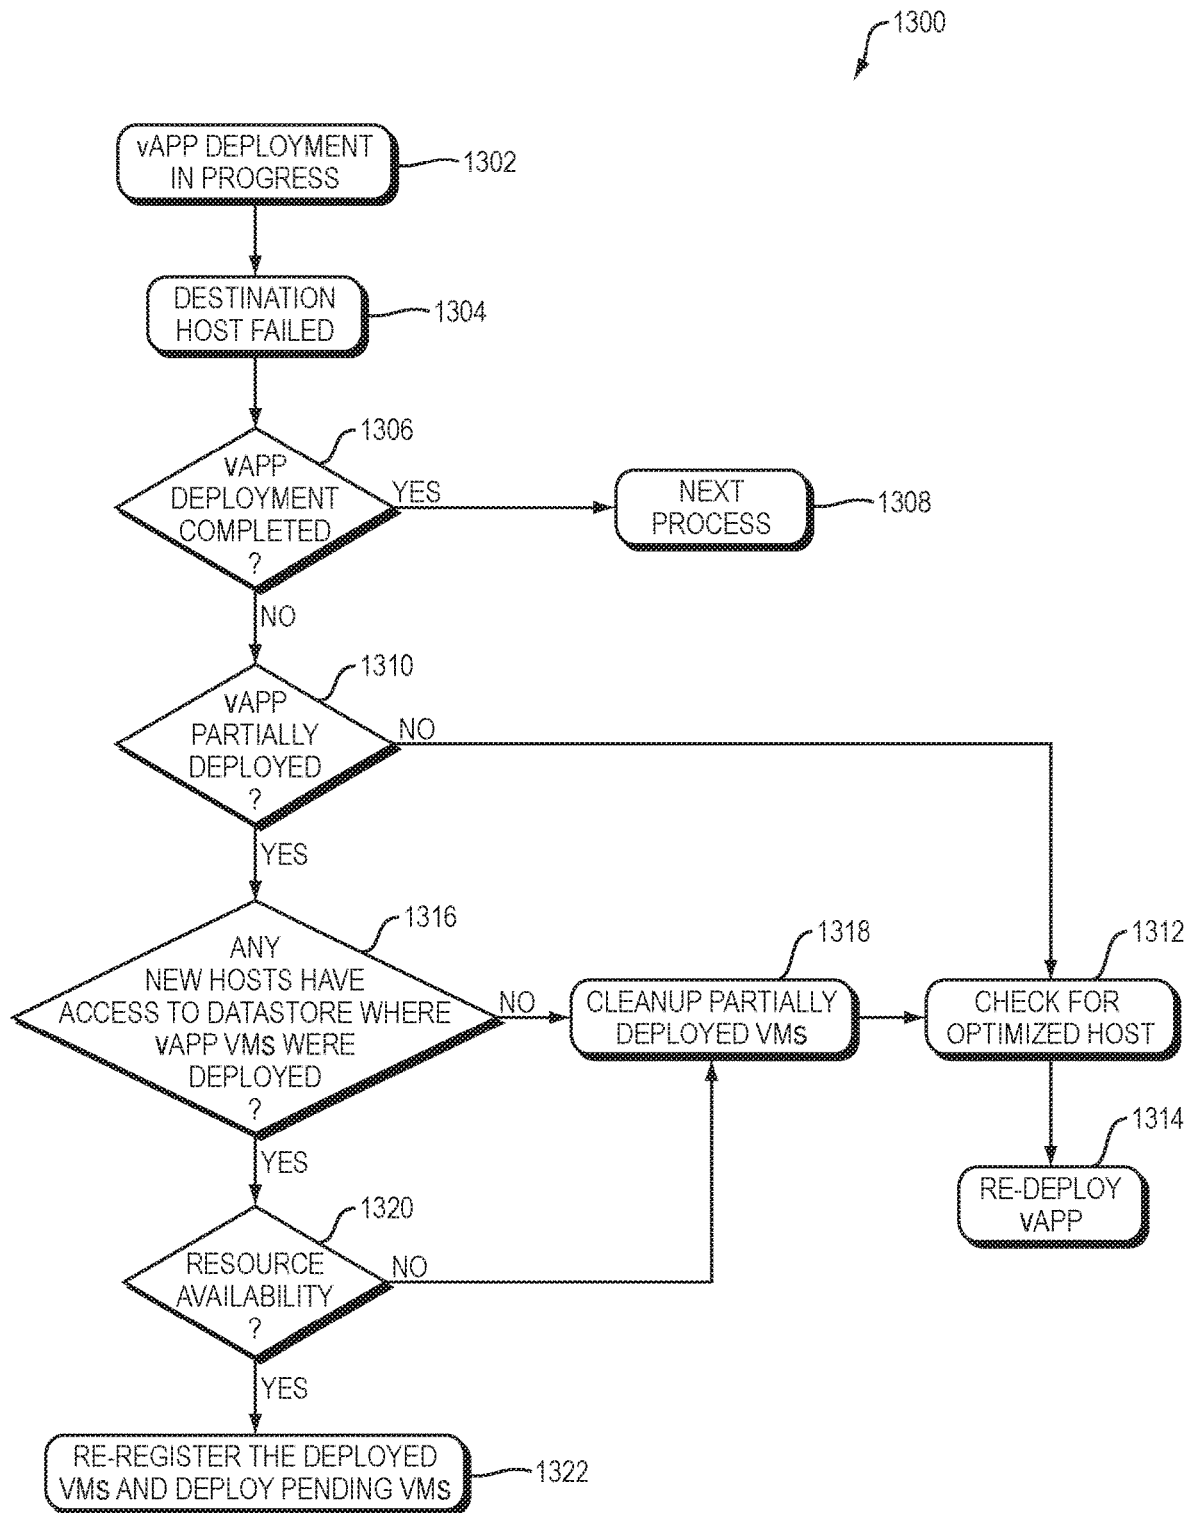 1300
vAPP DEPLOYMENT
IN PROGRESS
1302
DESTINATION
HOST FAILED
1304
1306
vAPP
DEPLOYMENT
COMPLETED
?
YES
NEXT
PROCESS
1308
NO
1310
vAPP
PARTIALLY
DEPLOYED
?
NO
YES
1316
ANY
NEW HOSTS HAVE
ACCESS TO DATASTORE WHERE
vAPP VMs WERE
DEPLOYED
?
NO
1318
CLEANUP PARTIALLY
DEPLOYED VMs
1312
CHECK FOR
OPTIMIZED HOST
1314
RE-DEPLOY
vAPP
YES
1320
RESOURCE
AVAILABILITY
?
NO
YES
RE-REGISTER THE DEPLOYED
VMs AND DEPLOY PENDING VMs
1322